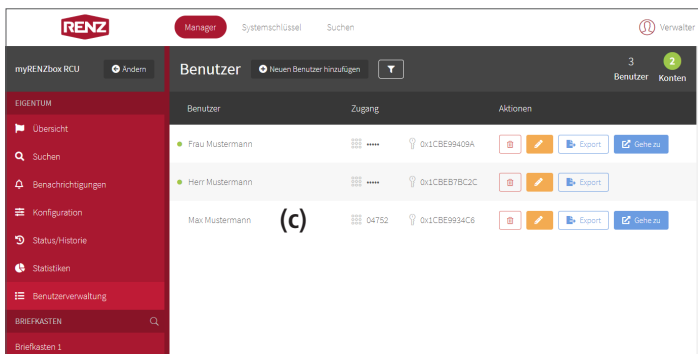 RENZ
Manager Systemschlüssel Suchen Verwalter
myRENZbox RCU Ändern
Benutzer Neuen Benutzer hinzufügen
3 Benutzer
2 Konten
EIGENTUM
Übersicht
Suchen
Benachrichtigungen
Konfiguration
Status/Historie
Statistiken
Benutzerverwaltung
BRIEFKASTEN
Briefkasten 1
Benutzer Zugang Aktionen
Frau Mustermann ••••• 0x1CBE99409A Export Gehe zu
Herr Mustermann ••••• 0x1CBEB7BC2C Export
Max Mustermann (c) 04752 0x1CBE9934C6 Export Gehe zu